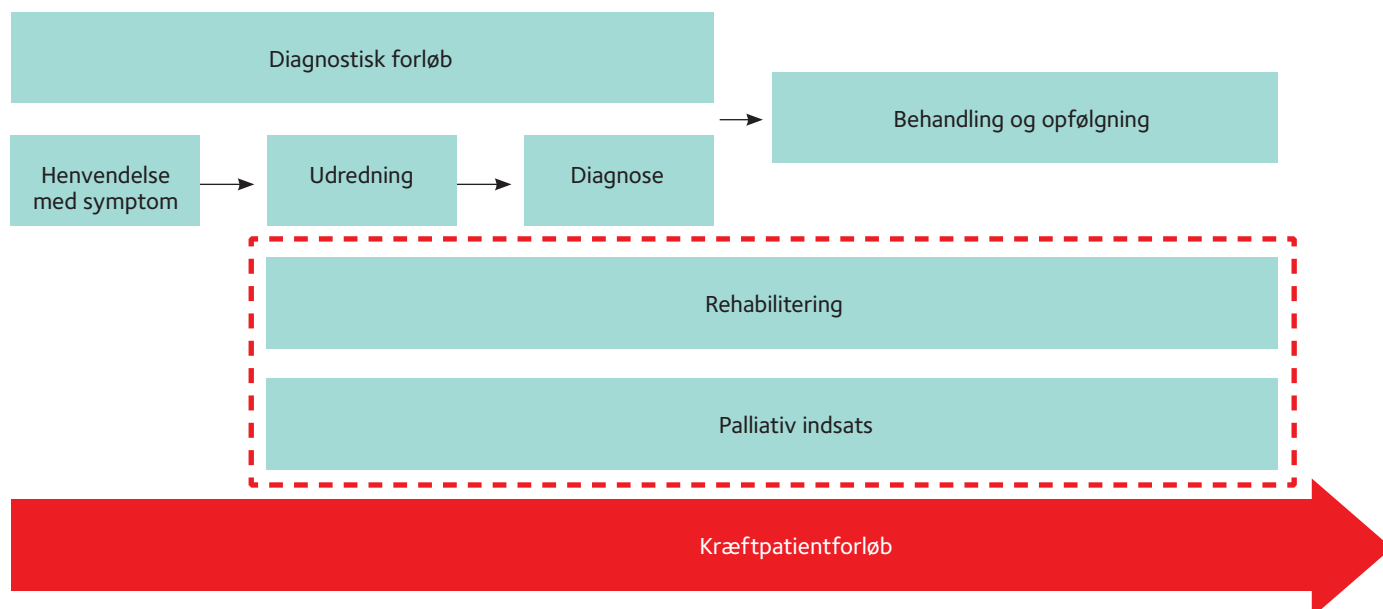 Diagnostisk forløb
Behandling og opfølgning
Henvendelse
med symptom
Udredning
Diagnose
Rehabilitering
Palliativ indsats
Kræftpatientforløb